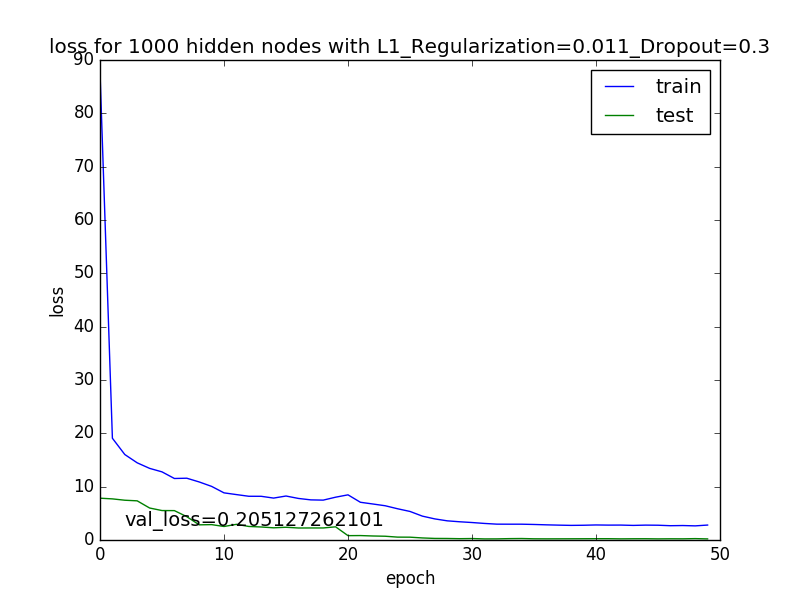 loss for 1000 hidden nodes with L1_Regularization=0.011_Dropout=0.3
90
80
70
60
50
40
30
20
10
0
loss
train
test
val_loss=0.205127262101
0 10 20 30 40 50
epoch